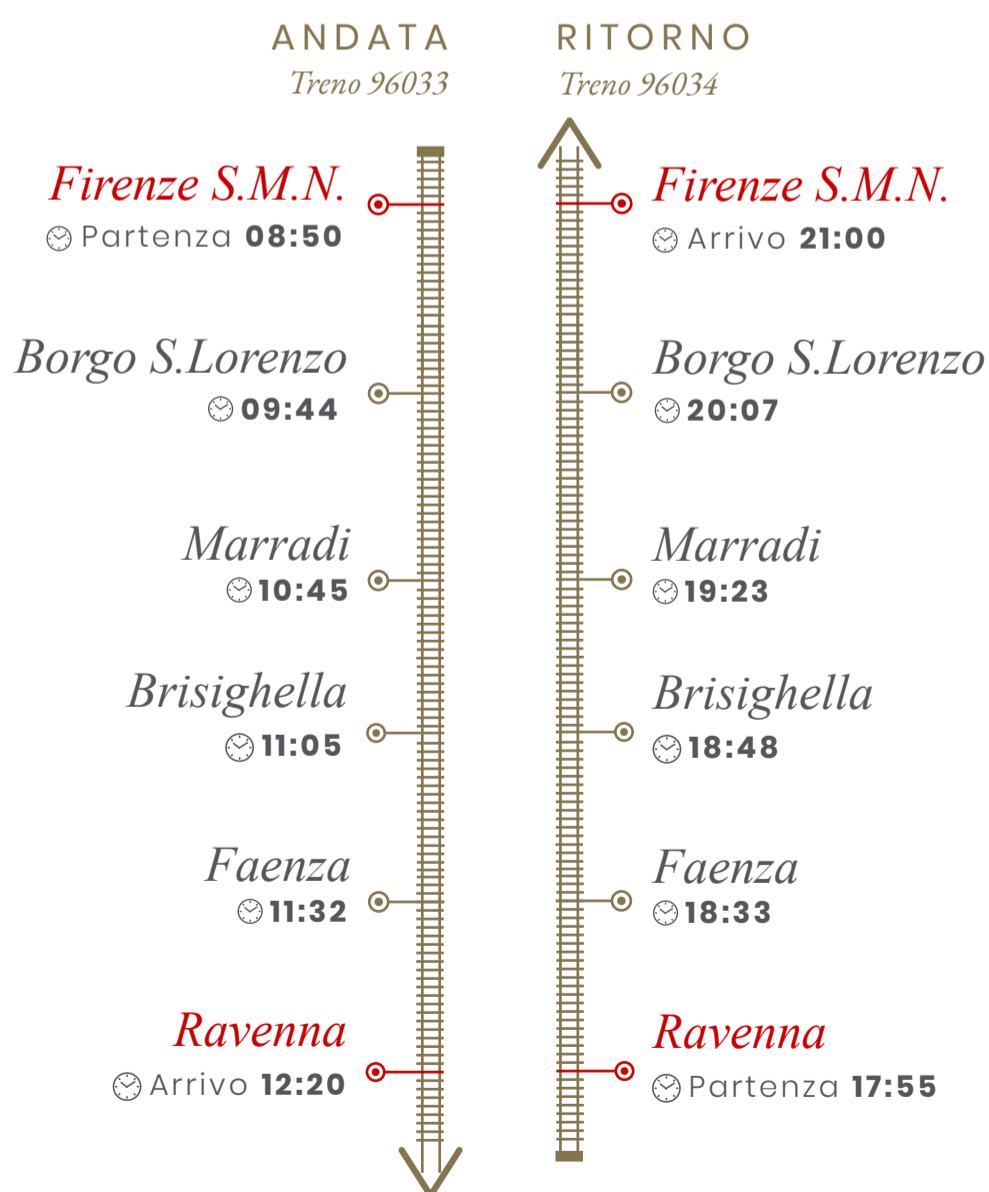 ANDATA
Treno 96033
Firenze S.M.N.
Partenza 08:50
Borgo S.Lorenzo
09:44
Marradi
10:45
Brisighella
11:05
Faenza
11:32
Ravenna
Arrivo 12:20
RITORNO
Treno 96034
Firenze S.M.N.
Arrivo 21:00
Borgo S.Lorenzo
20:07
Marradi
19:23
Brisighella
18:48
Faenza
18:33
Ravenna
Partenza 17:55